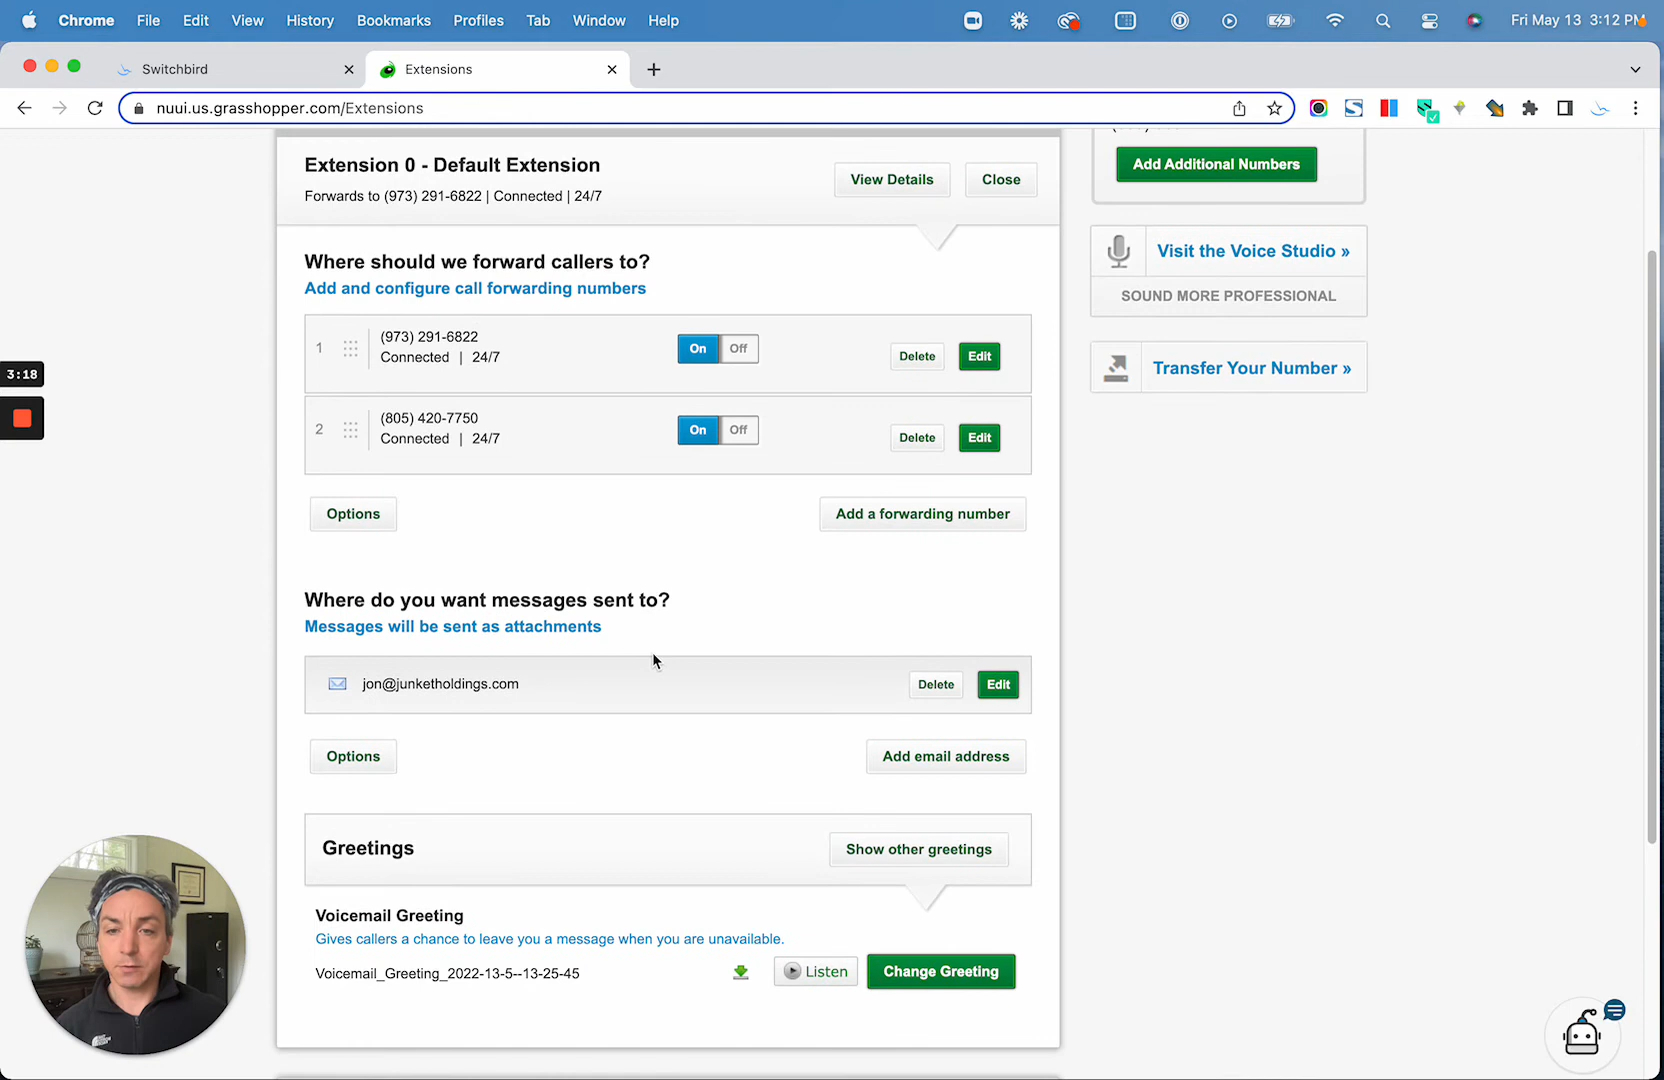 Chrome File Edit View History Bookmarks Profiles Tab Window Help Fri May 13 3:12 PM
Switchbird Extensions
nuui.us.grasshopper.com/Extensions
Extension 0 - Default Extension
Forwards to (973) 291-6822 | Connected | 24/7
View Details Close
Add Additional Numbers
Where should we forward callers to?
Add and configure call forwarding numbers
Visit the Voice Studio »
SOUND MORE PROFESSIONAL
1 (973) 291-6822
Connected | 24/7
On Off Delete Edit
Transfer Your Number »
3:18
2 (805) 420-7750
Connected | 24/7
On Off Delete Edit
Options Add a forwarding number
Where do you want messages sent to?
Messages will be sent as attachments
jon@junketholdings.com Delete Edit
Options Add email address
Greetings Show other greetings
Voicemail Greeting
Gives callers a chance to leave you a message when you are unavailable.
Voicemail_Greeting_2022-13-5--13-25-45 Listen Change Greeting